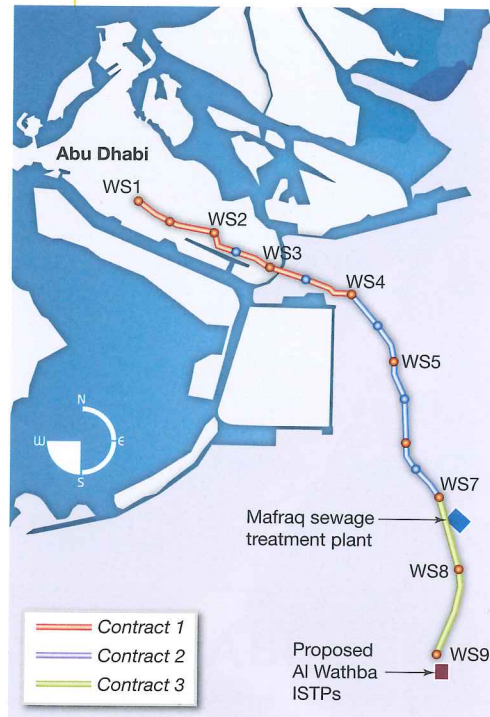 Abu Dhabi
WS1
WS2
WS3
WS4
WS5
N
W
E
S
WS7
Mafraq sewage
treatment plant
WS8
Contract 1
Contract 2
Contract 3
Proposed
Al Wathba
ISTPs
WS9